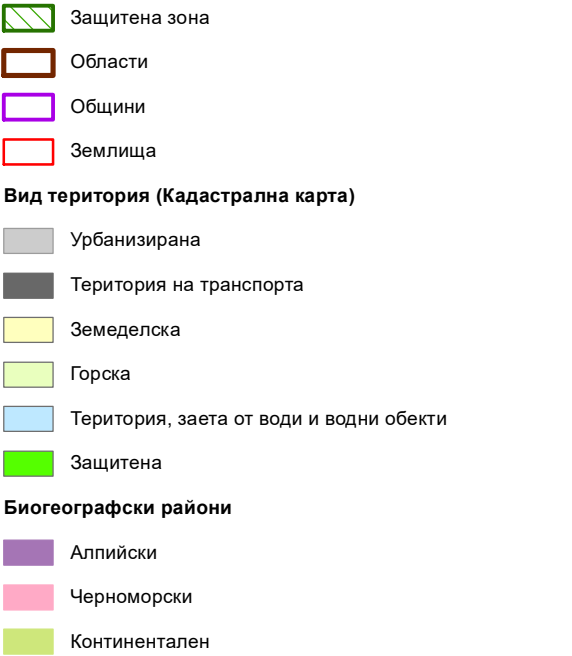 Защитена зона
Области
Общини
Землища
Вид територия (Кадастрална карта)
Урбанизирана
Територия на транспорта
Земеделска
Горска
Територия, заета от води и водни обекти
Защитена
Биогеографски райони
Алпийски
Черноморски
Континентален